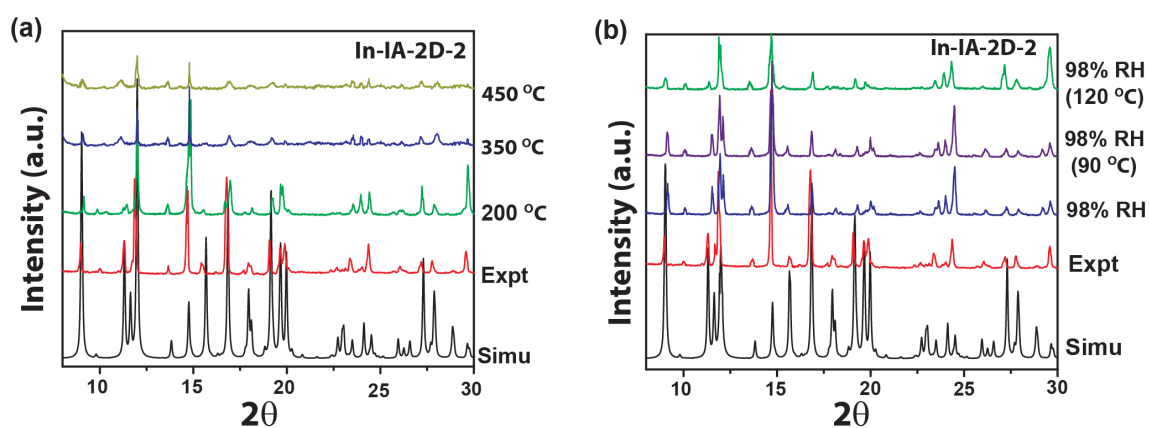 (a)
In-IA-2D-2
450 °C
350 °C
200 °C
Expt
Simu
Intensity (a.u.)
10 15 20 25 30
2θ
(b)
In-IA-2D-2
98% RH
(120 °C)
98% RH
(90 °C)
98% RH
Expt
Simu
Intensity (a.u.)
10 15 20 25 30
2θ